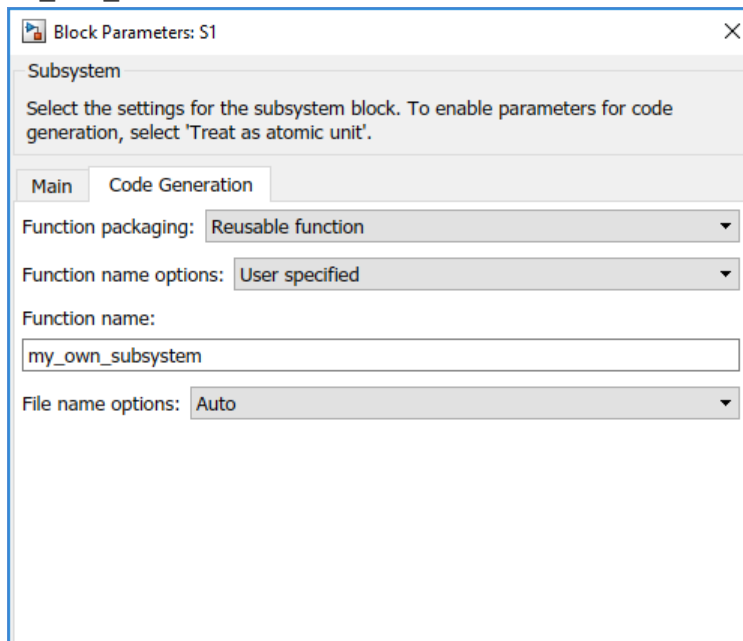 Block Parameters: S1
Subsystem
Select the settings for the subsystem block. To enable parameters for code
generation, select 'Treat as atomic unit'.
Main Code Generation
Function packaging: Reusable function
Function name options: User specified
Function name:
my_own_subsystem
File name options: Auto